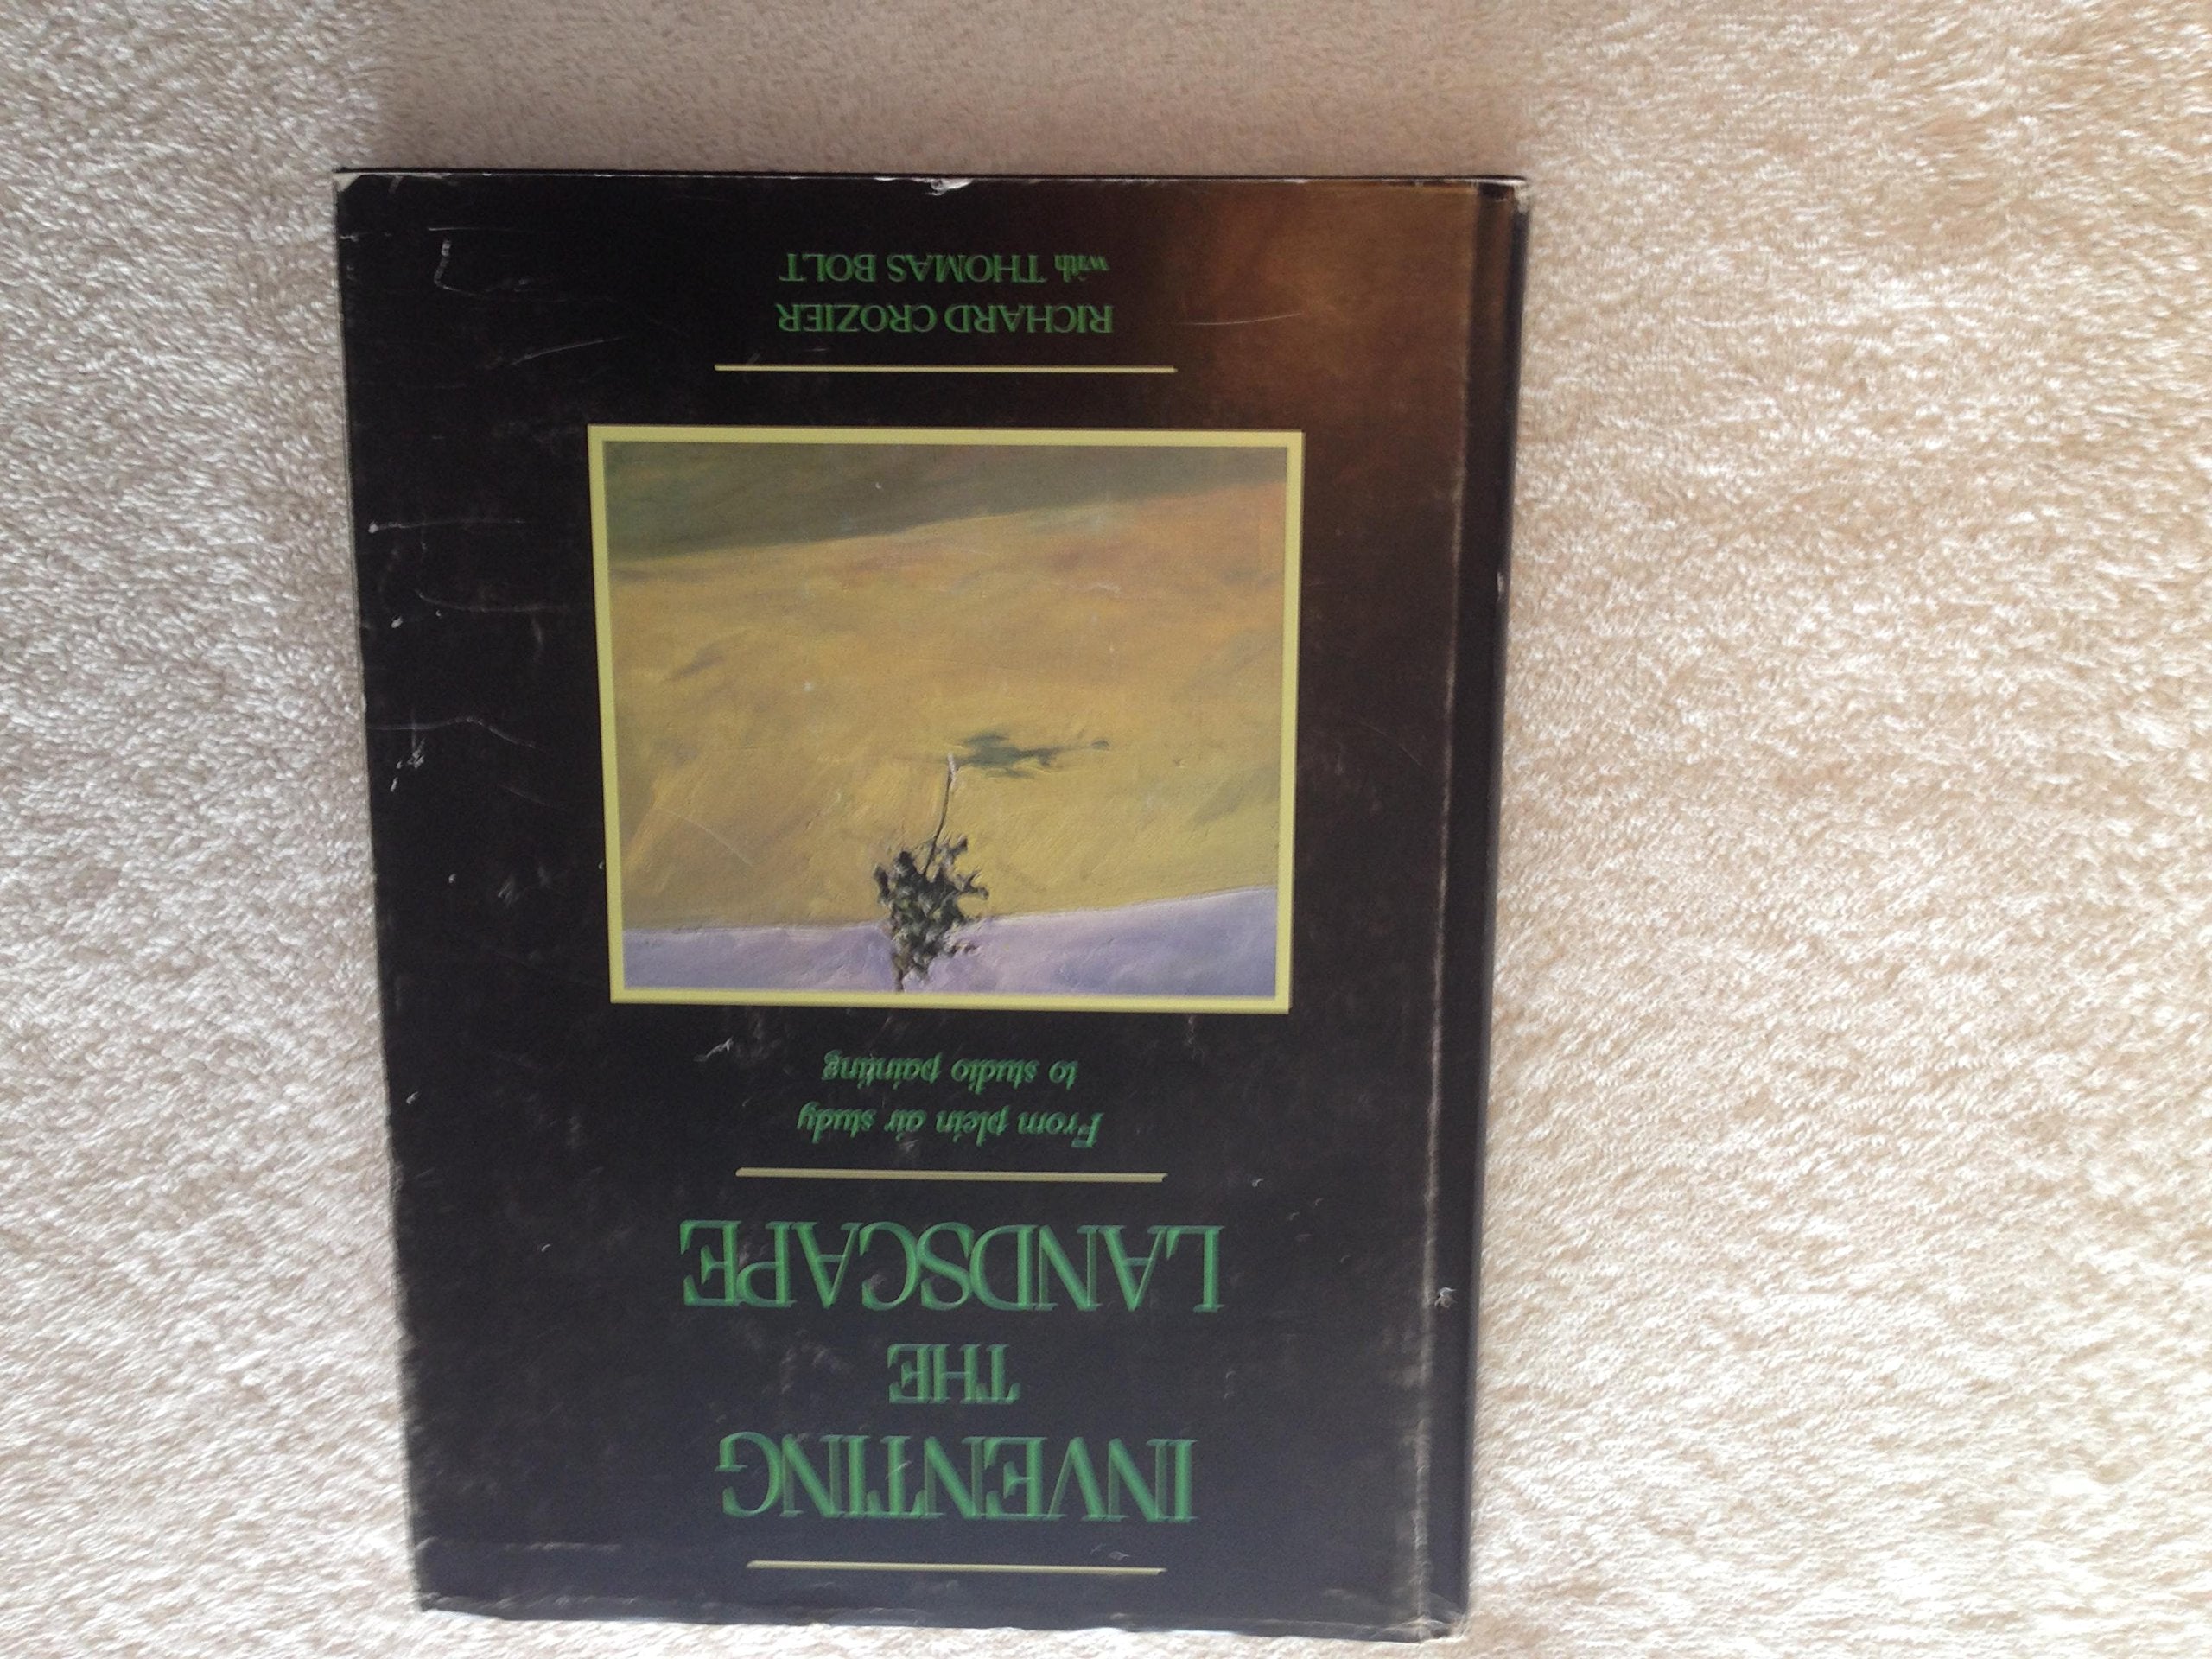 INVENTING
THE
LANDSCAPE
From plein air study
to studio painting
RICHARD CROZIER
with THOMAS BOLT